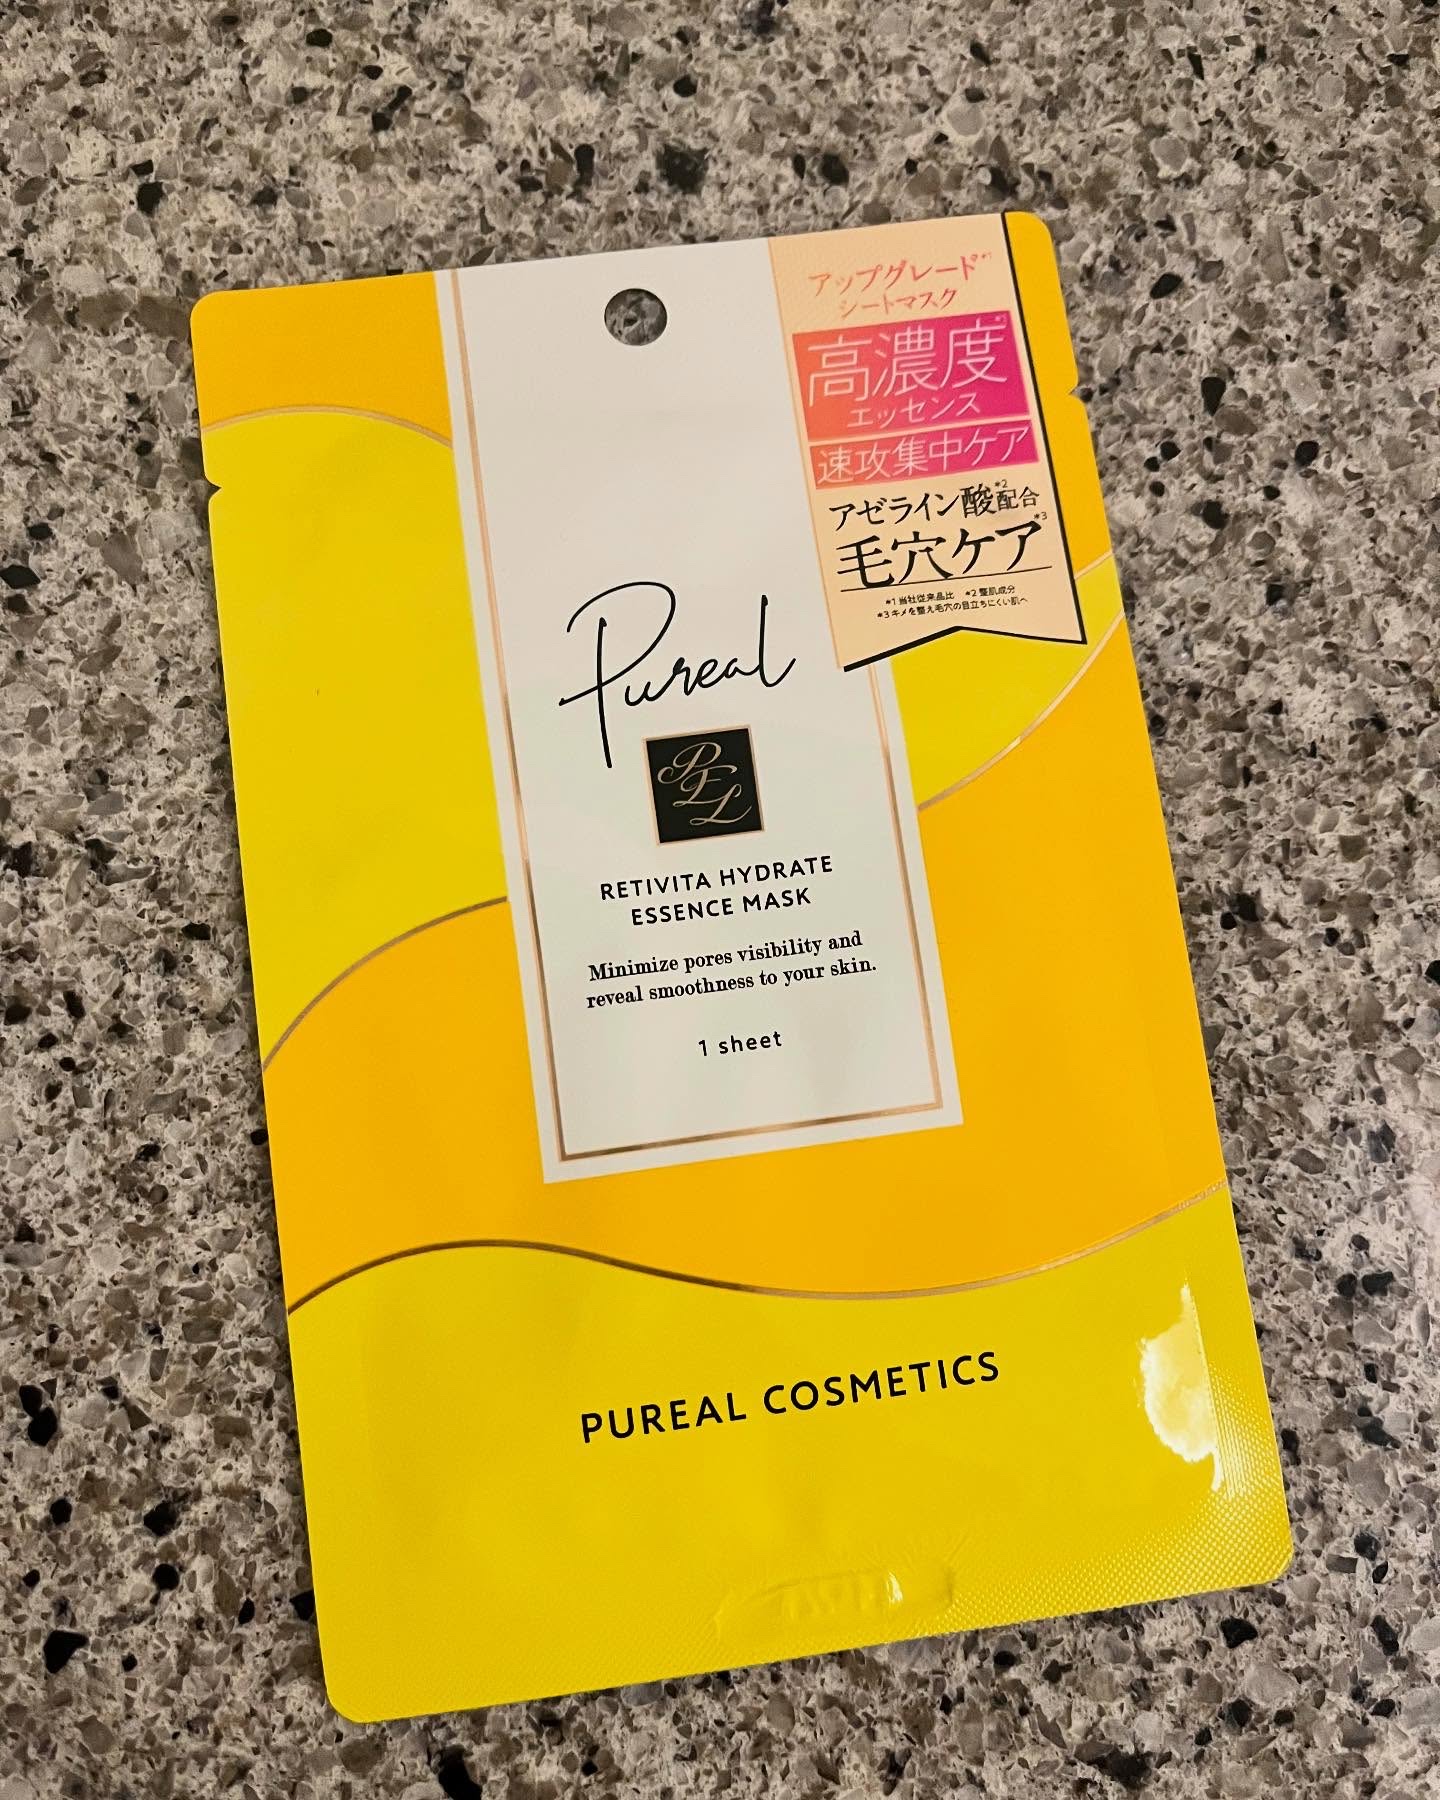 アップグレード*1
シートマスク
高濃度*1
エッセンス
速攻集中ケア
アゼライン酸*2配合
毛穴ケア*3
*1 当社従来品比 *2 整肌成分
*3 キメを整え毛穴の目立ちにくい肌へ
Pureal
PEL
RETIVITA HYDRATE
ESSENCE MASK
Minimize pores visibility and
reveal smoothness to your skin.
1 sheet
PUREAL COSMETICS